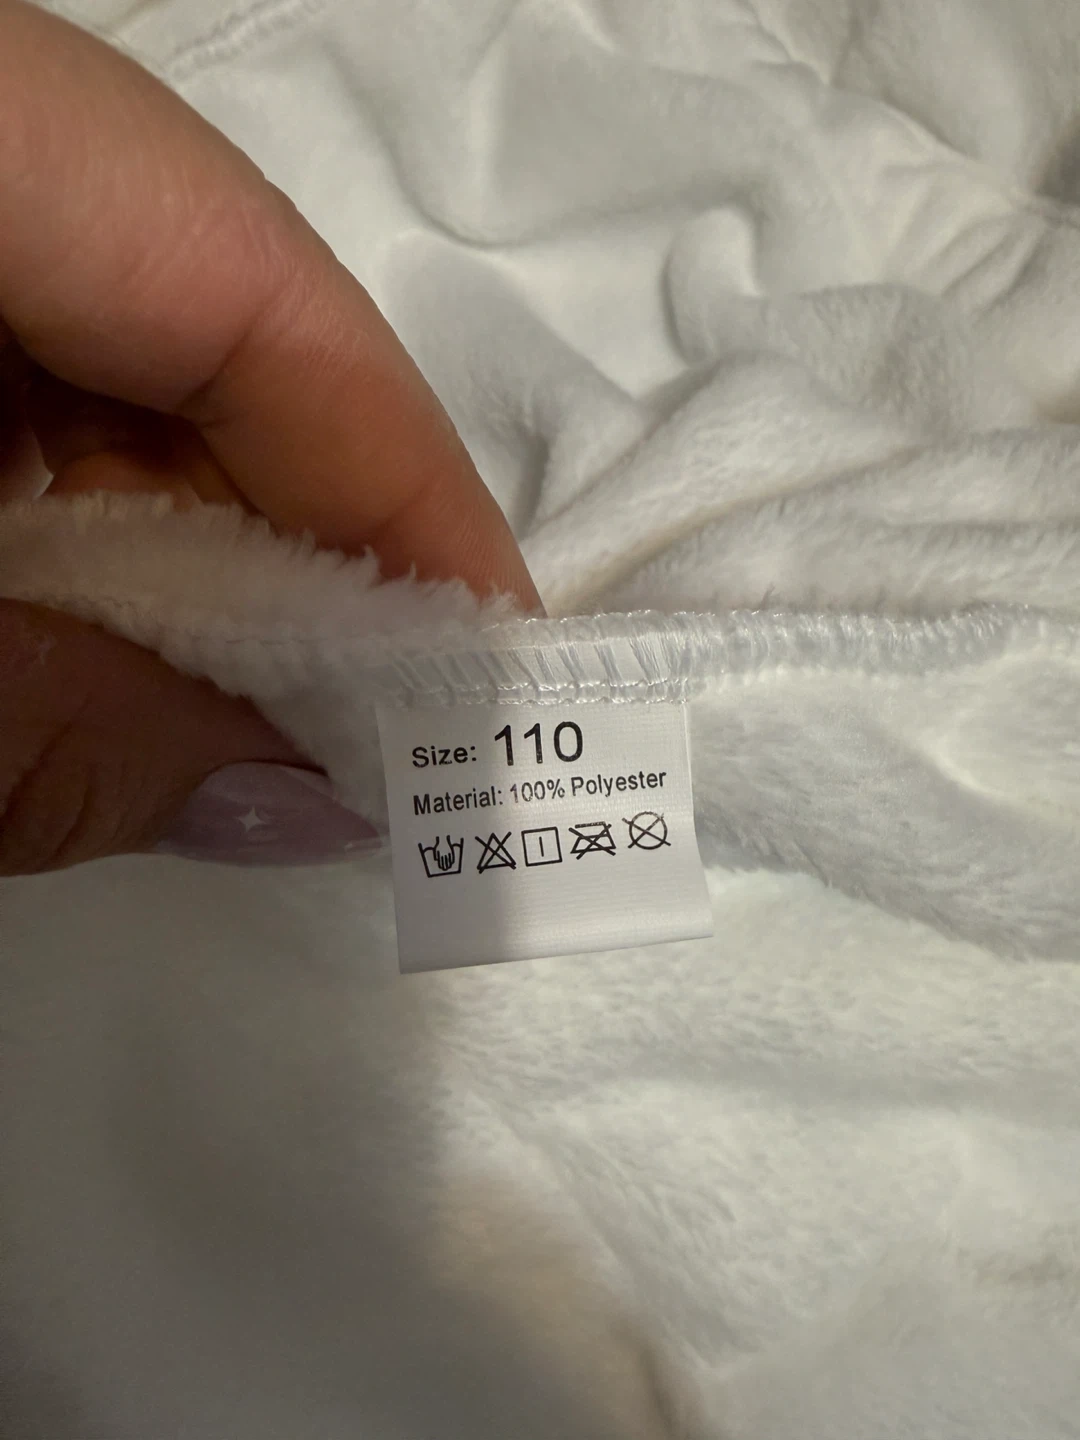 Size: 110
Material: 100% Polyester